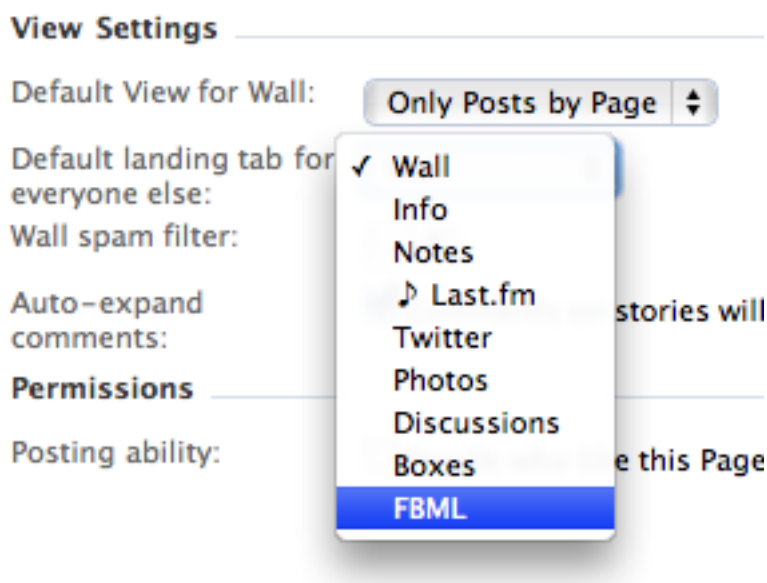 View Settings
Default View for Wall:
Only Posts by Page
Default landing tab for
everyone else:
✓ Wall
Info
Notes
♪ Last.fm
Twitter
Photos
Discussions
Boxes
FBML
Wall spam filter:
Auto-expand
comments:
stories will
Permissions
Posting ability:
e this Page